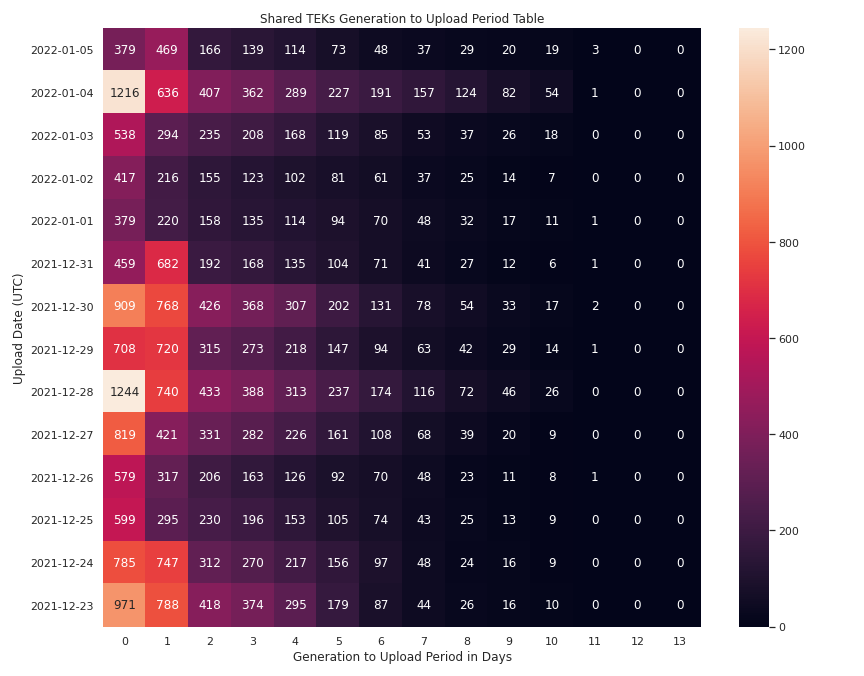 Shared TEKs Generation to Upload Period Table
Upload Date (UTC)
2022-01-05 379 469 166 139 114 73 48 37 29 20 19 3 0 0
2022-01-04 1216 636 407 362 289 227 191 157 124 82 54 1 0 0
2022-01-03 538 294 235 208 168 119 85 53 37 26 18 0 0 0
2022-01-02 417 216 155 123 102 81 61 37 25 14 7 0 0 0
2022-01-01 379 220 158 135 114 94 70 48 32 17 11 1 0 0
2021-12-31 459 682 192 168 135 104 71 41 27 12 6 1 0 0
2021-12-30 909 768 426 368 307 202 131 78 54 33 17 2 0 0
2021-12-29 708 720 315 273 218 147 94 63 42 29 14 1 0 0
2021-12-28 1244 740 433 388 313 237 174 116 72 46 26 0 0 0
2021-12-27 819 421 331 282 226 161 108 68 39 20 9 0 0 0
2021-12-26 579 317 206 163 126 92 70 48 23 11 8 1 0 0
2021-12-25 599 295 230 196 153 105 74 43 25 13 9 0 0 0
2021-12-24 785 747 312 270 217 156 97 48 24 16 9 0 0 0
2021-12-23 971 788 418 374 295 179 87 44 26 16 10 0 0 0
0 1 2 3 4 5 6 7 8 9 10 11 12 13
Generation to Upload Period in Days
1200
1000
800
600
400
200
0